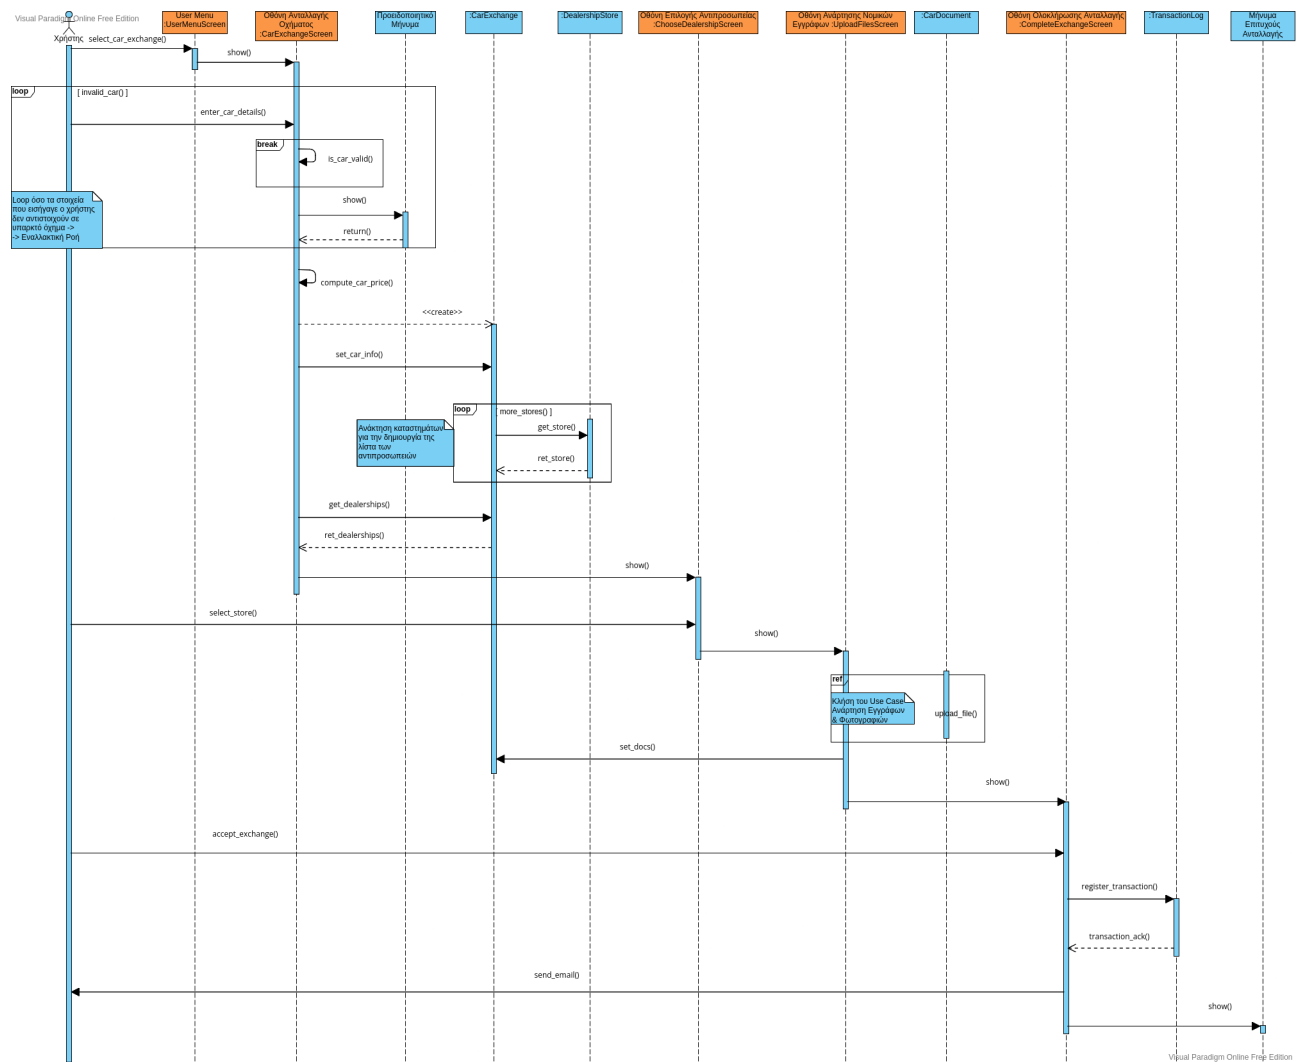 Visual Paradigm Online Free Edition
Χρήστης
User Menu
:UserMenuScreen
Οθόνη Ανταλλαγής
Οχήματος
:CarExchangeScreen
Προειδοποιητικό
Μήνυμα
:CarExchange
:DealershipStore
Οθόνη Επιλογής Αντιπροσωπείας
:ChooseDealershipScreen
Οθόνη Ανάρτησης Νομικών
Εγγράφων :UploadFilesScreen
:CarDocument
Οθόνη Ολοκλήρωσης Ανταλλαγής
:CompleteExchangeScreen
:TransactionLog
Μήνυμα
Επιτυχούς
Ανταλλαγής
select_car_exchange()
show()
loop
[ invalid_car() ]
enter_car_details()
break
is_car_valid()
Loop όσο τα στοιχεία
που εισήγαγε ο χρήστης
δεν αντιστοιχούν σε
υπαρκτό όχημα ->
-> Εναλλακτική Ροή
show()
return()
compute_car_price()
<<create>>
set_car_info()
loop
[ more_stores() ]
Ανάκτηση καταστημάτων
για την δημιουργία της
λίστα των
αντιπροσωπειών
get_store()
ret_store()
get_dealerships()
ret_dealerships()
show()
select_store()
show()
ref
Κλήση του Use Case
Ανάρτηση Εγγράφων
& Φωτογραφιών
upload_file()
set_docs()
show()
accept_exchange()
register_transaction()
transaction_ack()
send_email()
show()
Visual Paradigm Online Free Edition